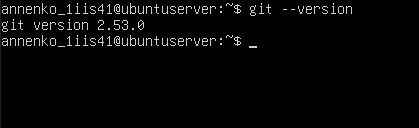 annenko_1iis41@ubuntuserver:~$ git --version
git version 2.53.0
annenko_1iis41@ubuntuserver:~$ _